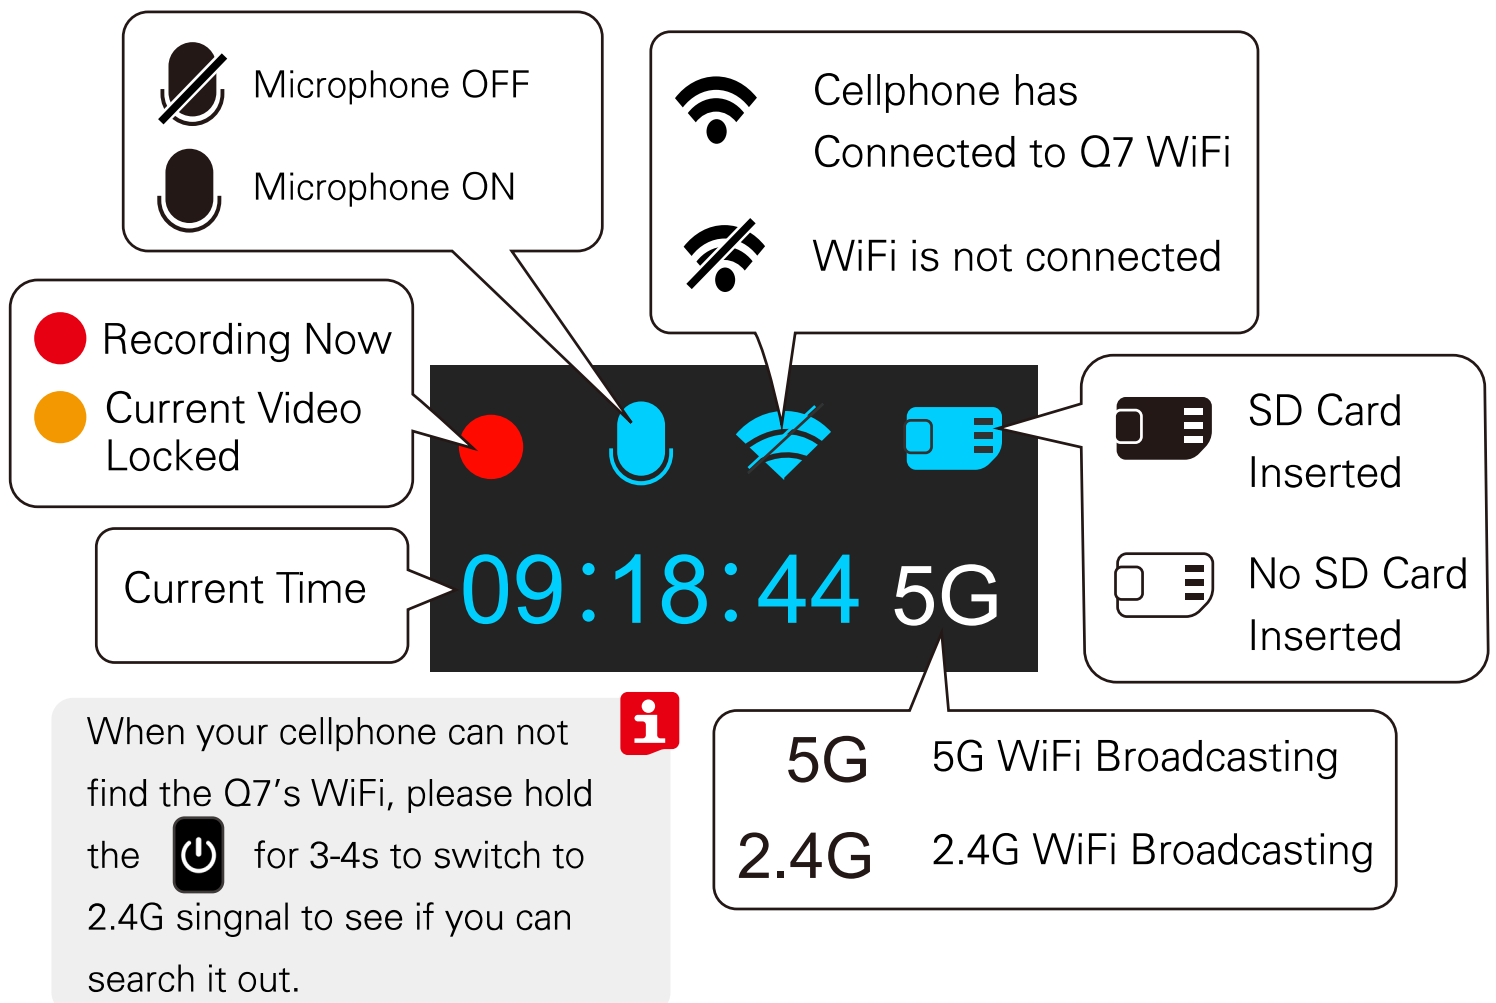 Microphone OFF
Microphone ON
Cellphone has
Connected to Q7 WiFi
WiFi is not connected
Recording Now
Current Video
Locked
SD Card
Inserted
No SD Card
Inserted
Current Time
09:18:44 5G
When your cellphone can not
find the Q7's WiFi, please hold
the for 3-4s to switch to
2.4G singnal to see if you can
search it out.
i
5G 5G WiFi Broadcasting
2.4G 2.4G WiFi Broadcasting